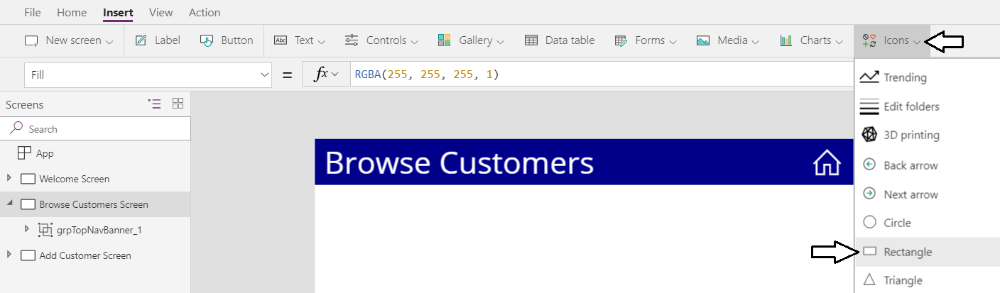 File Home Insert View Action
New screen Label Button Abc Text Controls Gallery Data table Forms Media Charts Icons
Fill = fx RGBA(255, 255, 255, 1)
Trending
Edit folders
3D printing
Back arrow
Next arrow
Circle
Rectangle
Triangle
Screens
Search
App
Welcome Screen
Browse Customers Screen
grpTopNavBanner_1
Add Customer Screen
Browse Customers